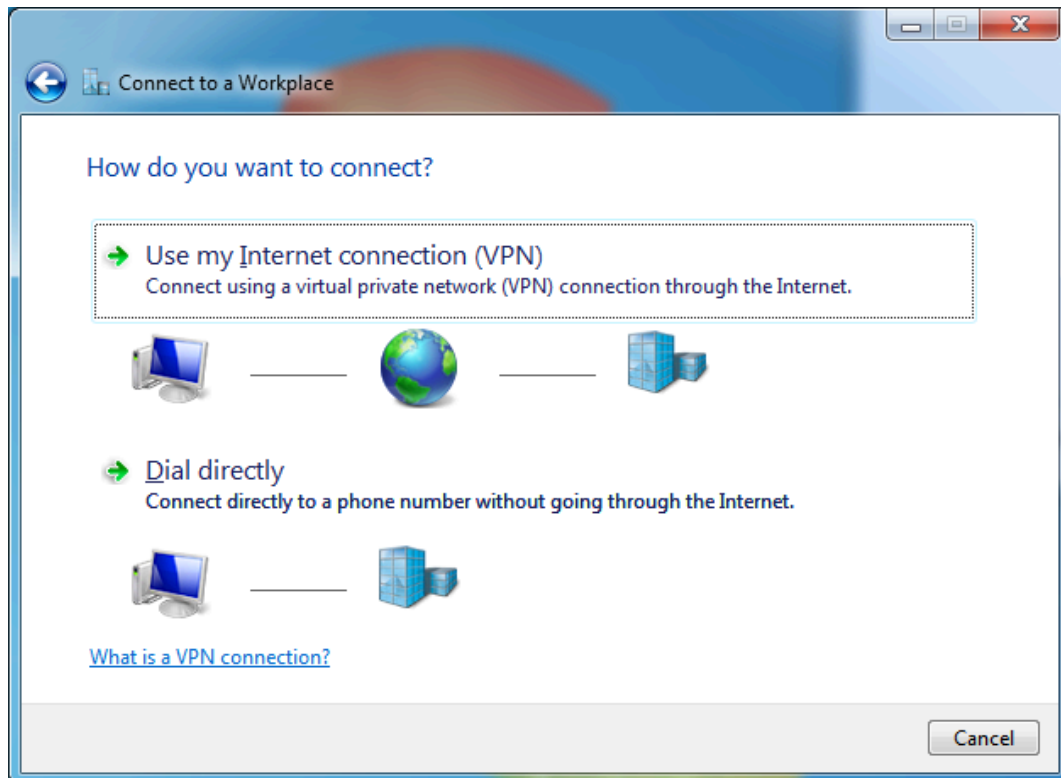 Connect to a Workplace
How do you want to connect?
Use my Internet connection (VPN)
Connect using a virtual private network (VPN) connection through the Internet.
Dial directly
Connect directly to a phone number without going through the Internet.
What is a VPN connection?
Cancel